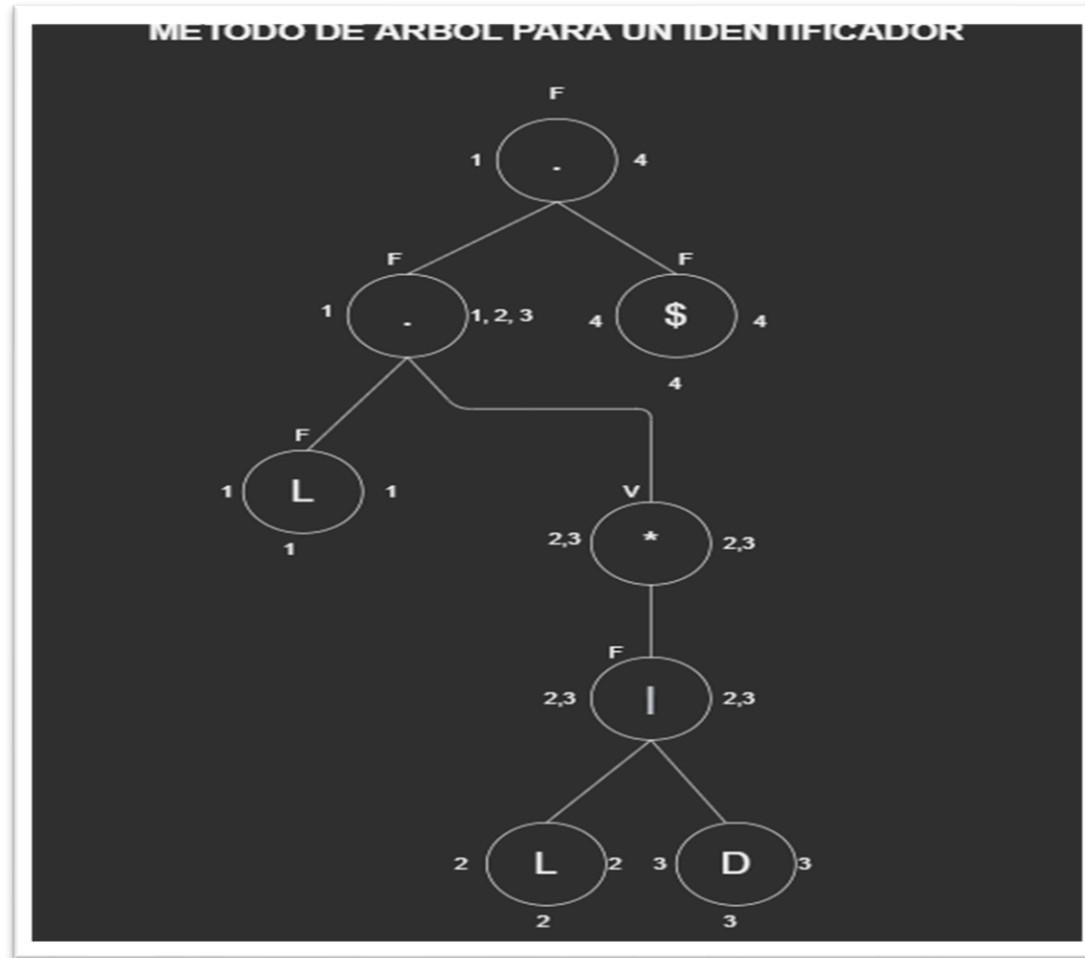 METODO DE ARBOL PARA UN IDENTIFICADOR
F
1 . 4
F F
1 . 1, 2, 3 4 $ 4
4
F
1 L 1
V
1
2,3 * 2,3
F
2,3 | 2,3
2 L 2 3 D 3
2 3